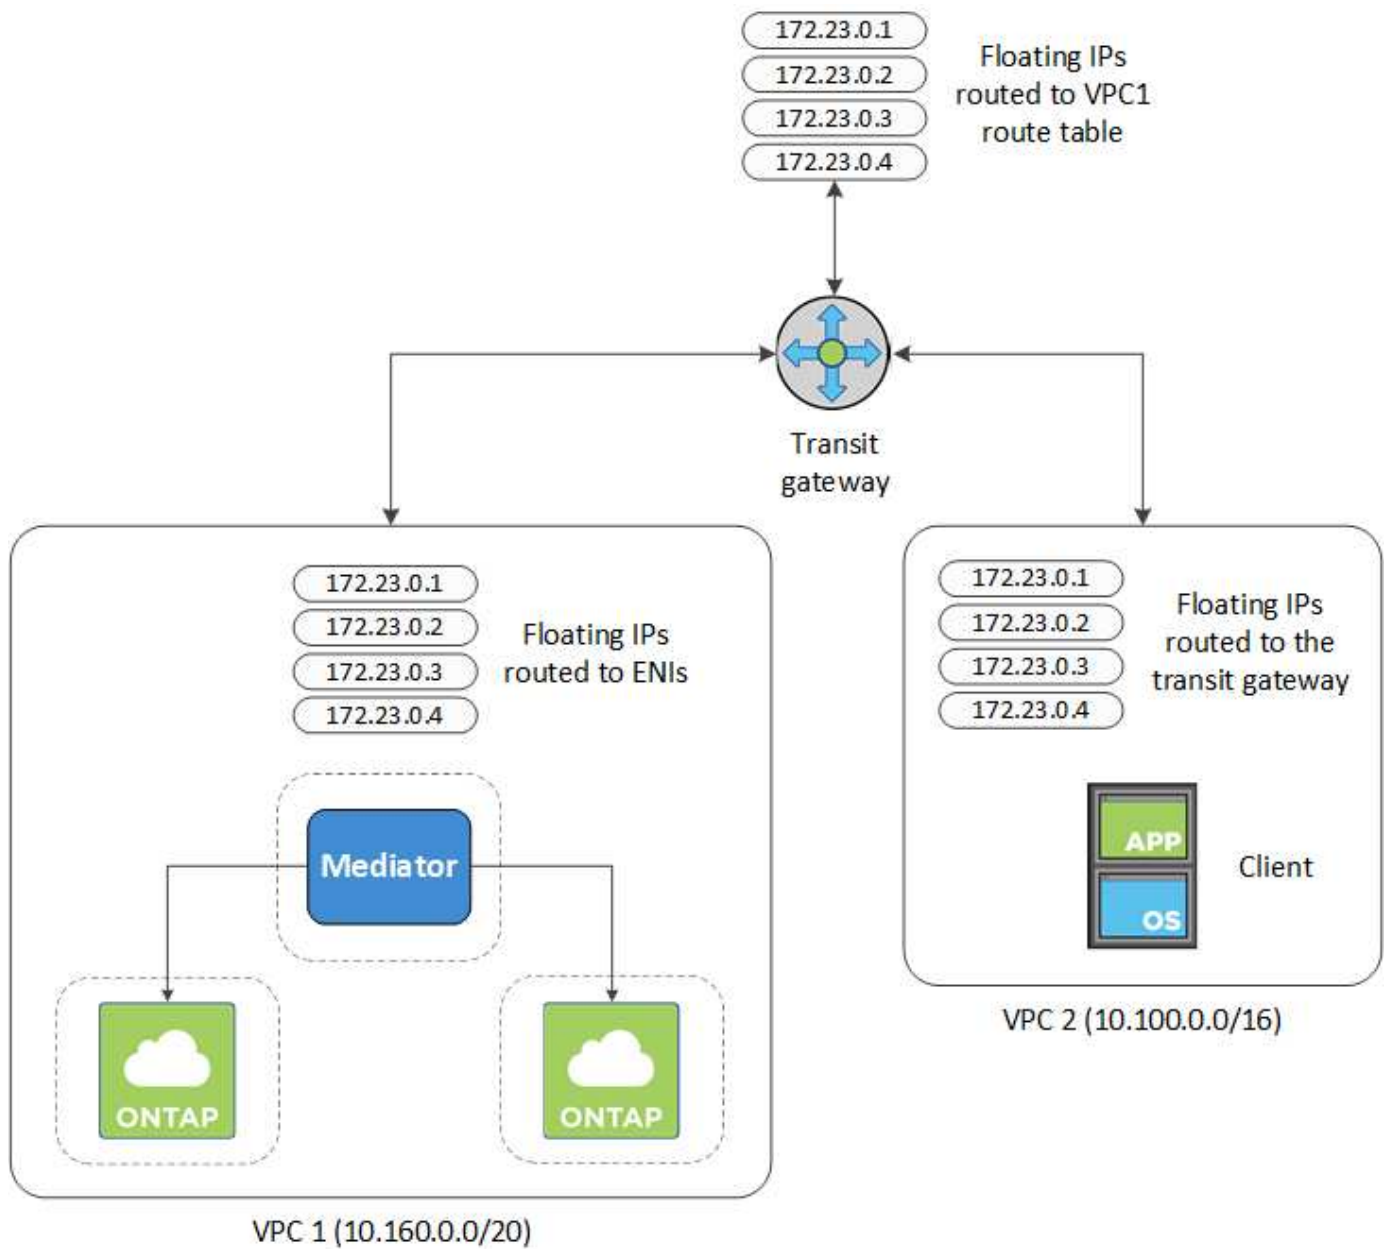 172.23.0.1
172.23.0.2
172.23.0.3
172.23.0.4
Floating IPs
routed to VPC1
route table
Transit
gateway
172.23.0.1
172.23.0.2
172.23.0.3
172.23.0.4
Floating IPs
routed to ENIs
Mediator
ONTAP
ONTAP
VPC 1 (10.160.0.0/20)
172.23.0.1
172.23.0.2
172.23.0.3
172.23.0.4
Floating IPs
routed to the
transit gateway
APP
OS
Client
VPC 2 (10.100.0.0/16)